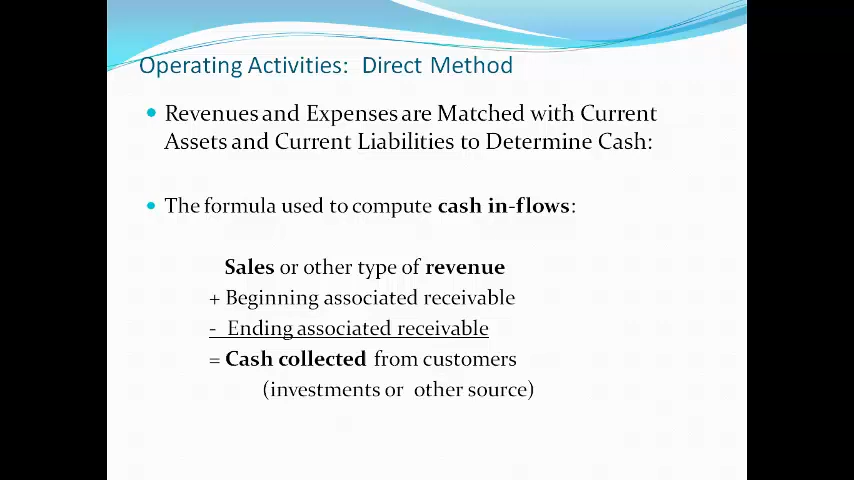 Operating Activities: Direct Method
• Revenues and Expenses are Matched with Current
Assets and Current Liabilities to Determine Cash:
• The formula used to compute cash in-flows:
Sales or other type of revenue
+ Beginning associated receivable
- Ending associated receivable
= Cash collected from customers
(investments or other source)